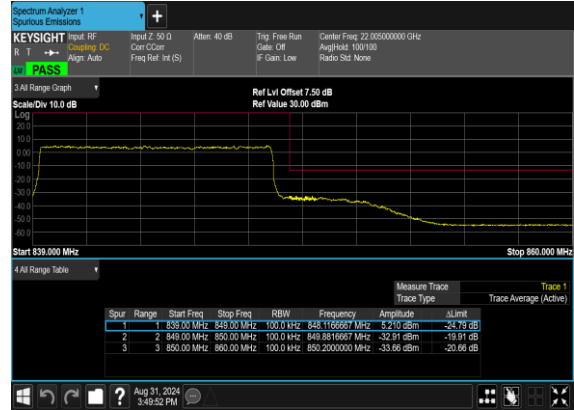 Spectrum Analyzer 1
Spurious Emissions
KEYSIGHT Input: RF Input Z: 50 Ω Atten: 40 dB Trig: Free Run Center Freq: 22.005000000 GHz
R T Coupling: DC Corr CCorr Gate: Off Avg|Hold: 100/100
Align: Auto Freq Ref: Int (S) IF Gain: Low Radio Std: None
PASS
3 All Range Graph
Ref Lvl Offset 7.50 dB
Scale/Div 10.0 dB Ref Value 30.00 dBm
Log
20.0
10.0
0.00
-10.0
-20.0
-30.0
-40.0
-50.0
-60.0
Start 839.000 MHz Stop 860.000 MHz
4 All Range Table
Measure Trace Trace 1
Trace Type Trace Average (Active)
Spur Range Start Freq Stop Freq RBW Frequency Amplitude ΔLimit
1 1 839.00 MHz 849.00 MHz 100.0 kHz 848.1166667 MHz 5.210 dBm -24.79 dB
2 2 849.00 MHz 850.00 MHz 100.0 kHz 849.8816667 MHz -32.91 dBm -19.91 dB
3 3 850.00 MHz 860.00 MHz 100.0 kHz 850.2000000 MHz -33.66 dBm -20.66 dB
Aug 31, 2024
3:49:52 PM